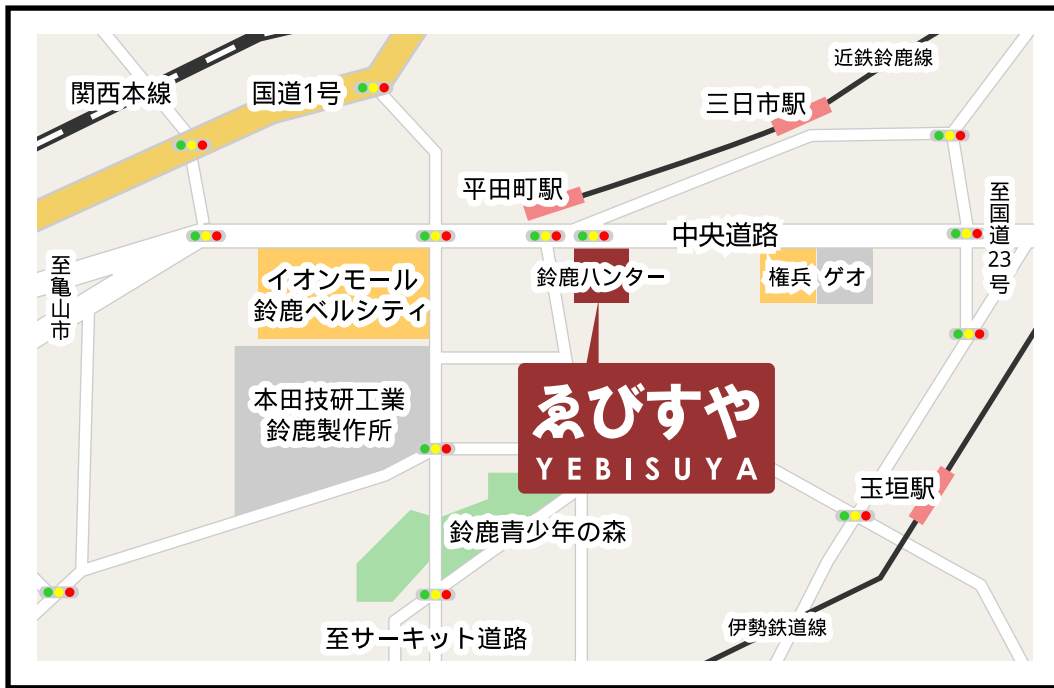 近鉄鈴鹿線
関西本線
国道1号
三日市駅
平田町駅
中央道路
至国道23号
至亀山市
イオンモール
鈴鹿ベルシティ
鈴鹿ハンター
権兵
ゲオ
本田技研工業
鈴鹿製作所
ゑびすや
YEBISUYA
玉垣駅
鈴鹿青少年の森
至サーキット道路
伊勢鉄道線